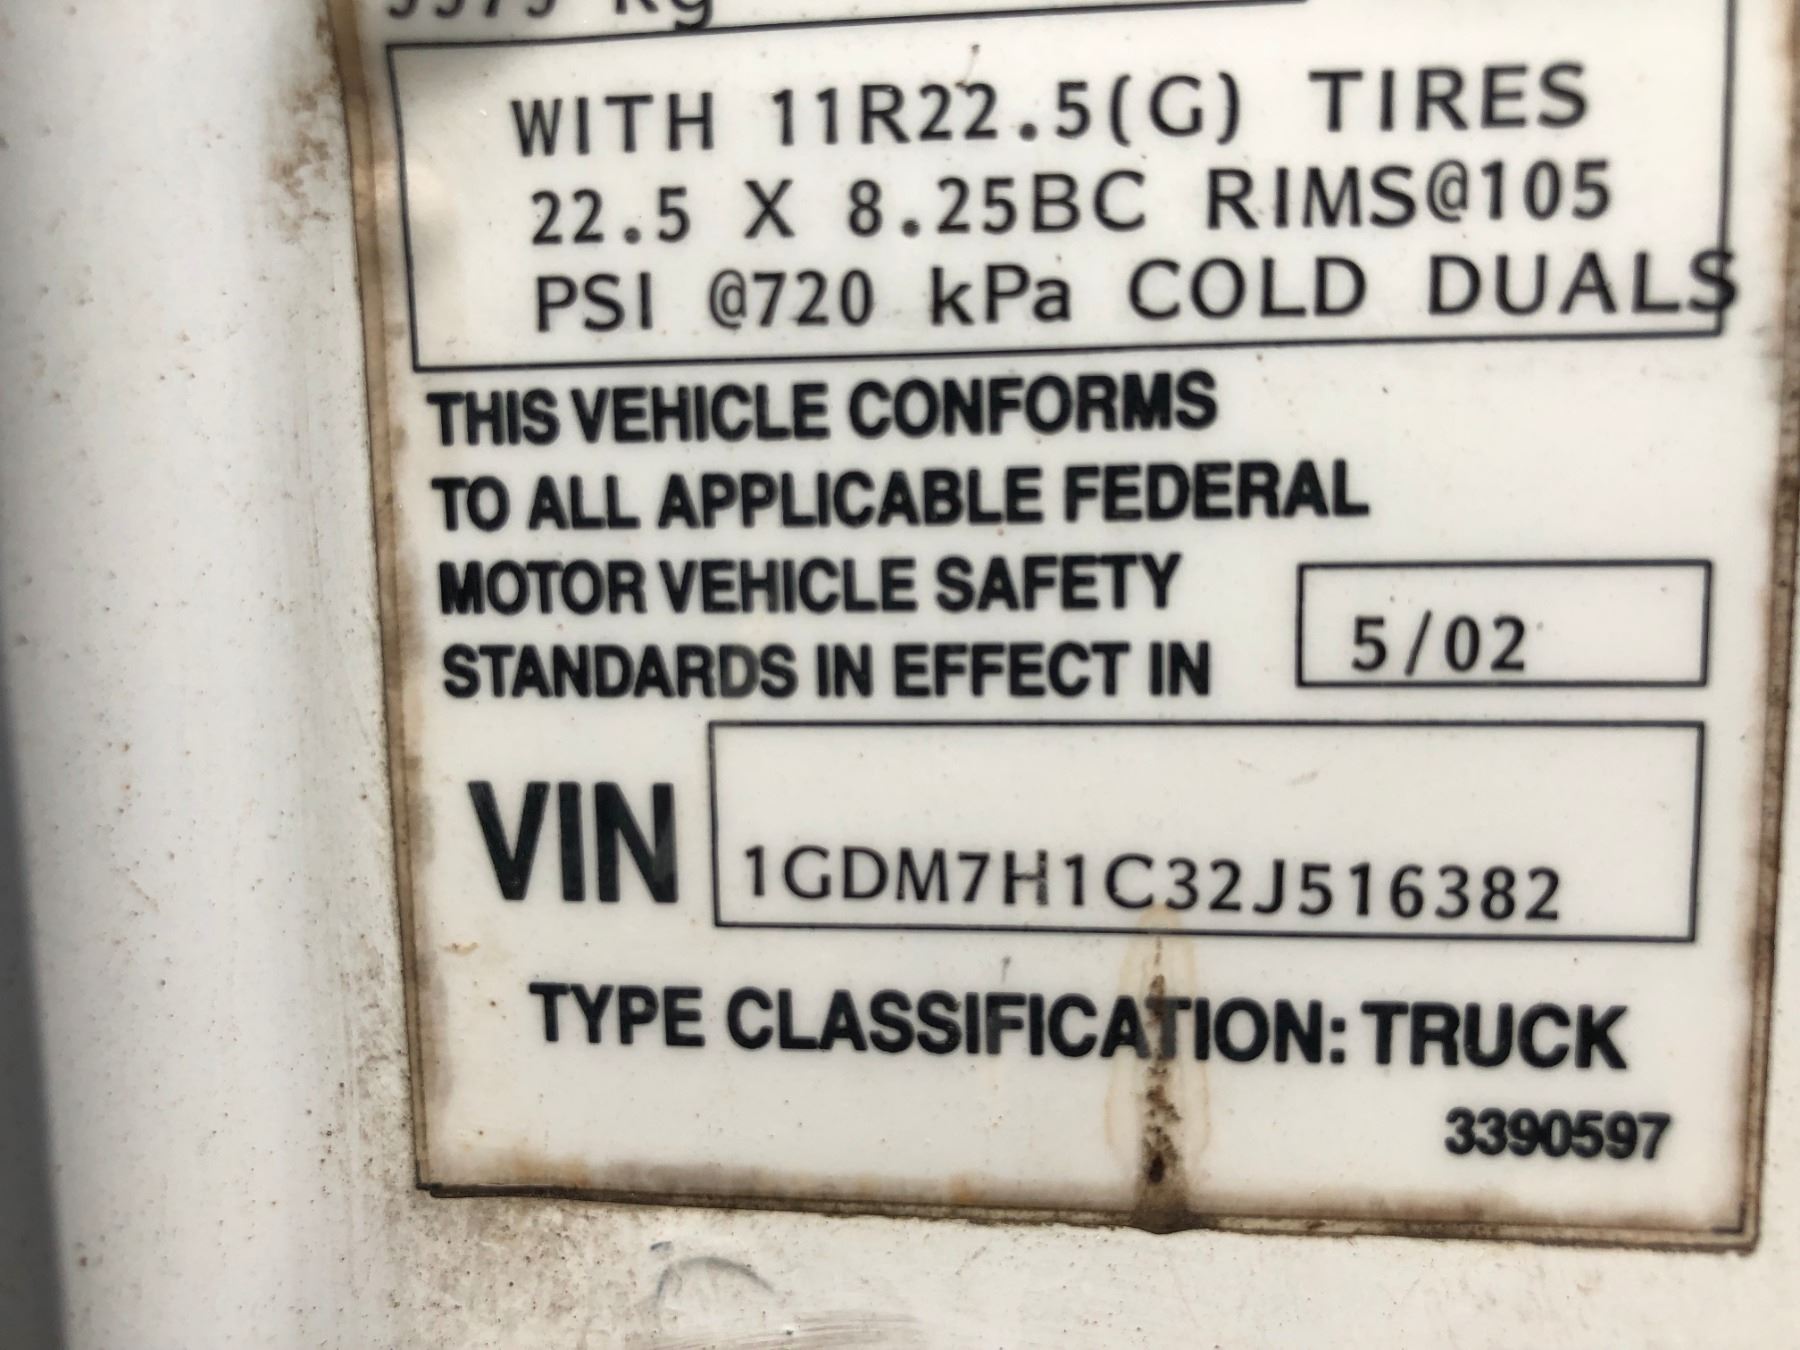 WITH 11R22.5(G) TIRES
22.5 X 8.25BC RIMS@105
PSI @720 kPa COLD DUALS
THIS VEHICLE CONFORMS
TO ALL APPLICABLE FEDERAL
MOTOR VEHICLE SAFETY
STANDARDS IN EFFECT IN 5/02
VIN 1GDM7H1C32J516382
TYPE CLASSIFICATION: TRUCK
3390597